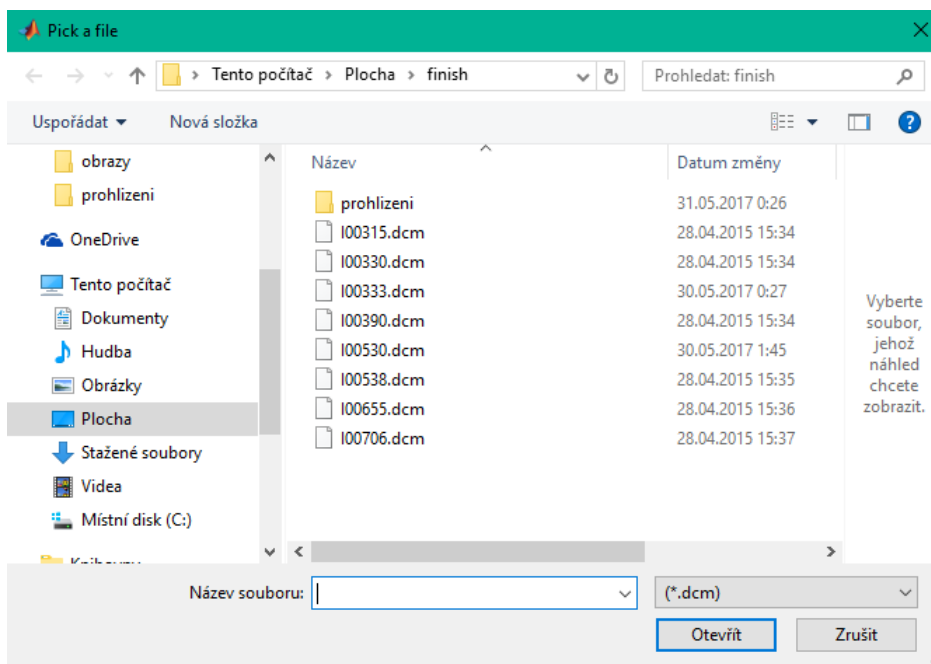 Pick a file
Tento počítač > Plocha > finish
Prohledat: finish
Uspořádat
Nová složka
obrazy
prohlizeni
OneDrive
Tento počítač
Dokumenty
Hudba
Obrázky
Plocha
Stažené soubory
Videa
Místní disk (C:)
Název Datum změny
prohlizeni 31.05.2017 0:26
I00315.dcm 28.04.2015 15:34
I00330.dcm 28.04.2015 15:34
I00333.dcm 30.05.2017 0:27
I00390.dcm 28.04.2015 15:34
I00530.dcm 30.05.2017 1:45
I00538.dcm 28.04.2015 15:35
I00655.dcm 28.04.2015 15:36
I00706.dcm 28.04.2015 15:37
Vyberte
soubor,
jehož
náhled
chcete
zobrazit.
Název souboru:
(*.dcm)
Otevřít
Zrušit